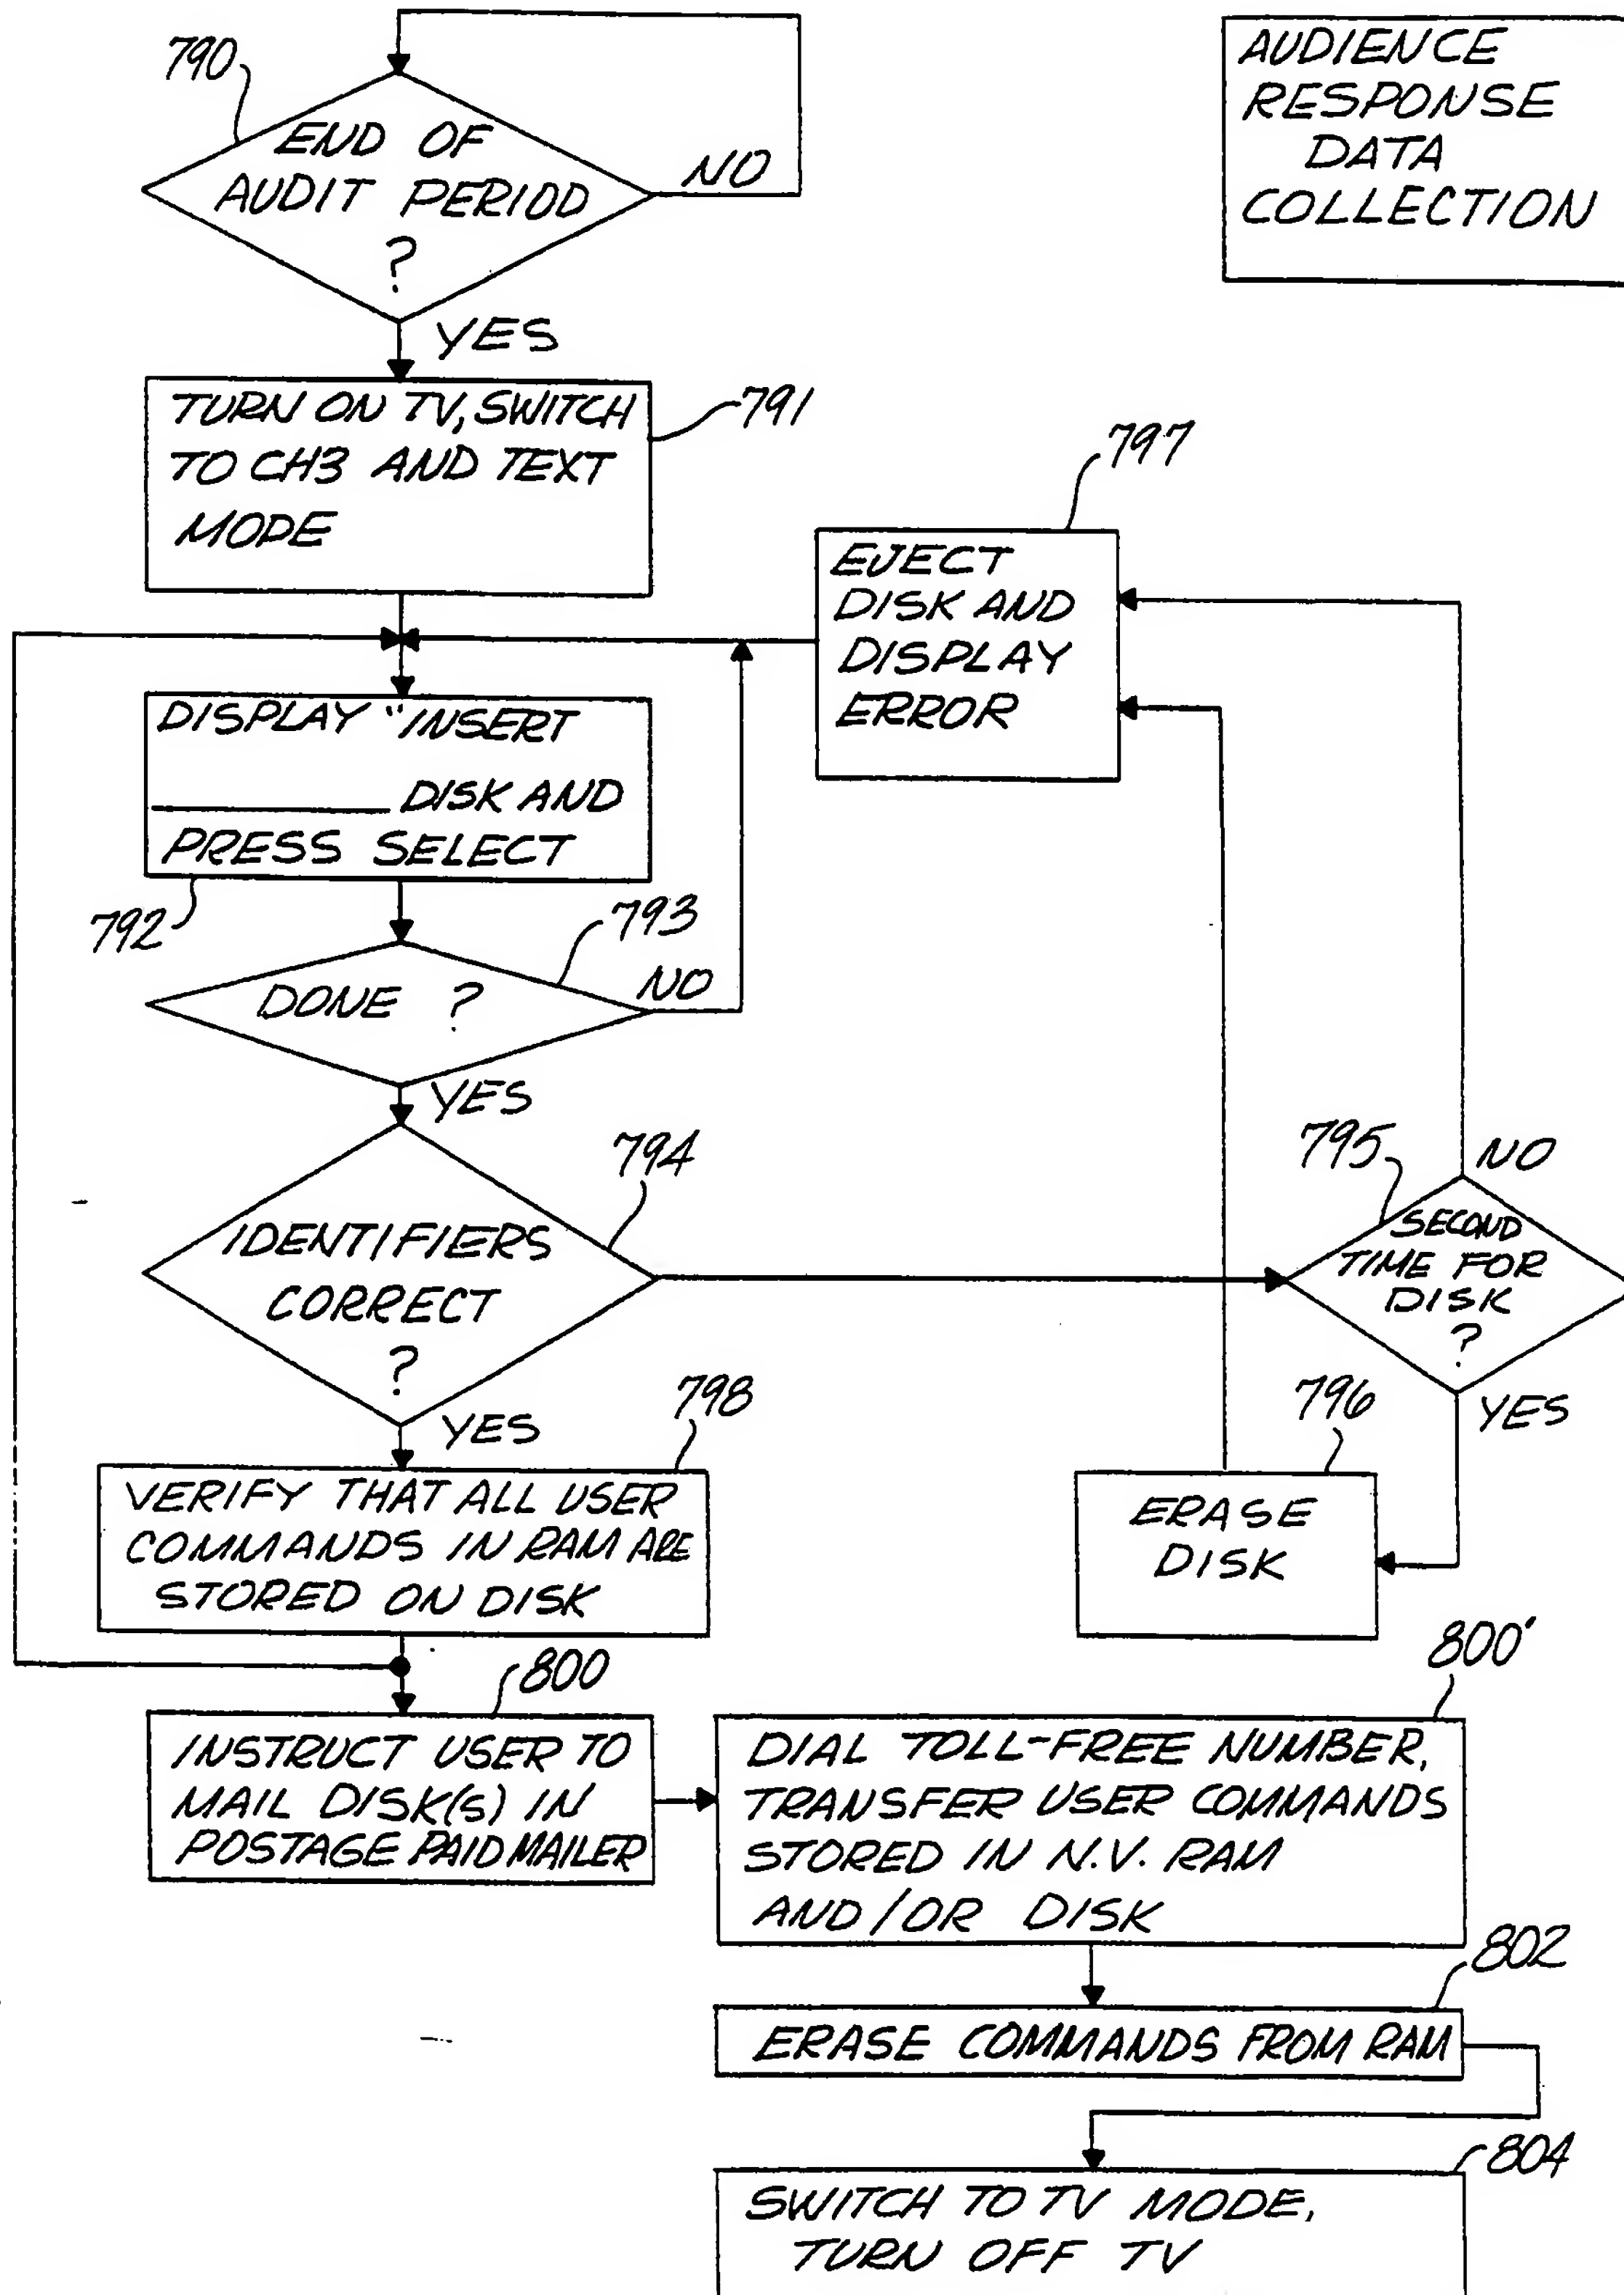 790
END OF
AUDIT PERIOD
?
NO
YES
AUDIENCE
RESPONSE
DATA
COLLECTION
TURN ON TV, SWITCH
TO CH3 AND TEXT
MODE
791
797
EJECT
DISK AND
DISPLAY
ERROR
DISPLAY "INSERT
________ DISK AND
PRESS SELECT
792
793
DONE ?
NO
YES
794
IDENTIFIERS
CORRECT
?
YES
795
NO
SECOND
TIME FOR
DISK
?
YES
798
VERIFY THAT ALL USER
COMMANDS IN RAM ARE
STORED ON DISK
796
ERASE
DISK
800
INSTRUCT USER TO
MAIL DISK(S) IN
POSTAGE PAID MAILER
800'
DIAL TOLL-FREE NUMBER,
TRANSFER USER COMMANDS
STORED IN N.V. RAM
AND/OR DISK
802
ERASE COMMANDS FROM RAM
804
SWITCH TO TV MODE,
TURN OFF TV